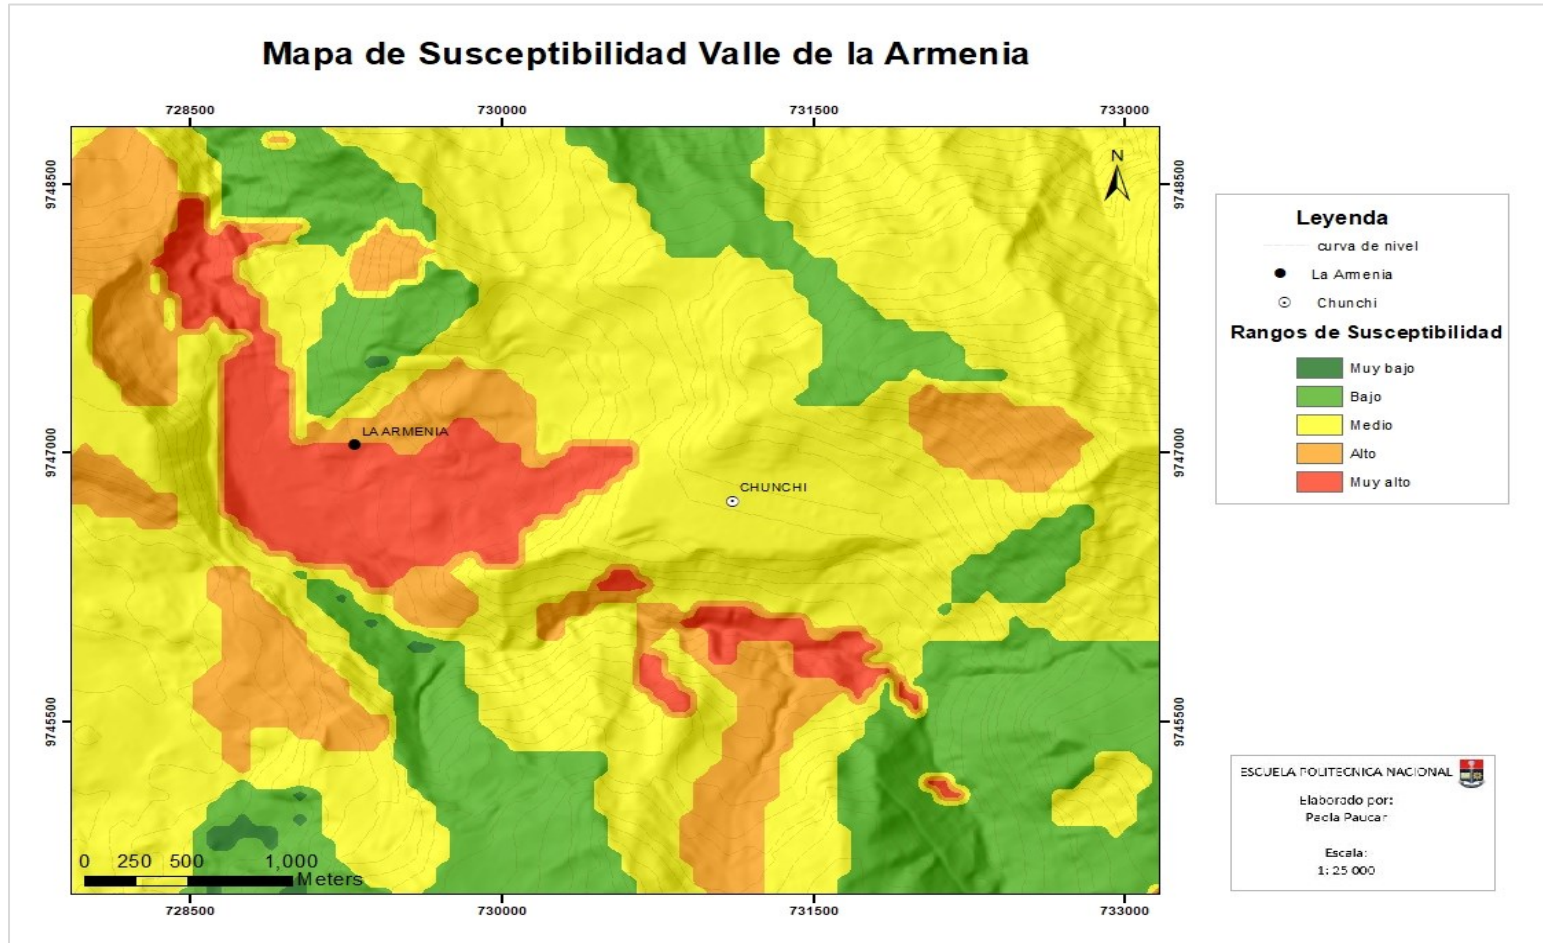 Mapa de Susceptibilidad Valle de la Armenia
728500 730000 731500 733000
N
9748500 9748500
LA ARMENIA
9747000 9747000
CHUNCHI
9745500 9745500
0 250 500 1,000
Meters
728500 730000 731500 733000
Leyenda
curva de nivel
La Armenia
Chunchi
Rangos de Susceptibilidad
Muy bajo
Bajo
Medio
Alto
Muy alto
ESCUELA POLITECNICA NACIONAL
Elaborado por:
Paola Paucar
Escala:
1: 25 000